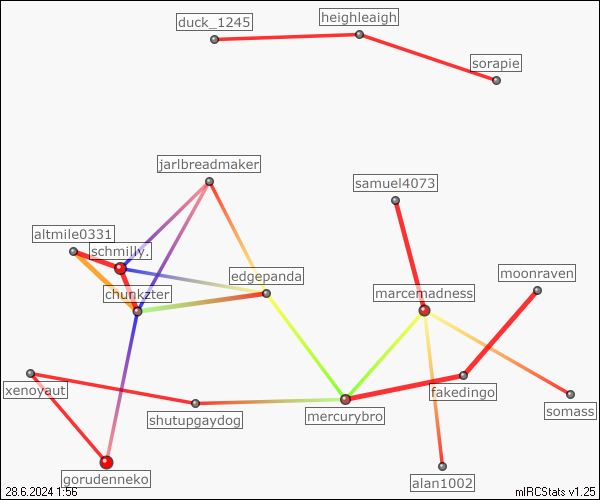 duck_1245
heighleaigh
sorapie
jarlbreadmaker
samuel4073
altmile0331
schmilly.
edgepanda
moonraven
chunkzter
marcemadness
xenoyaut
fakedingo
somass
shutupgaydog
mercurybro
gorudenneko
alan1002
28.6.2024 1:56
mIRCStats v1.25